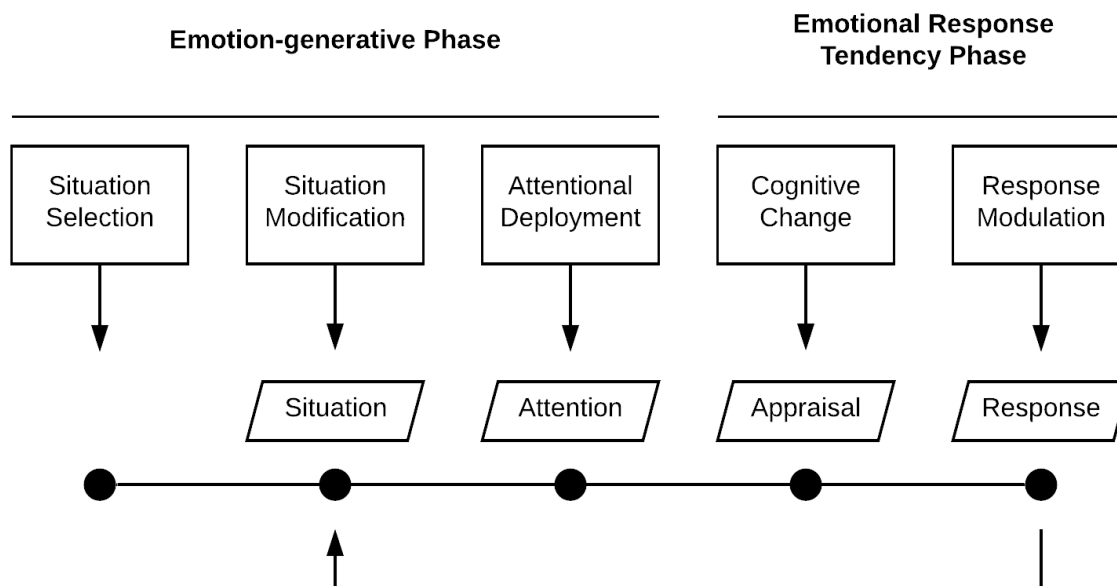 Emotion-generative Phase
Emotional Response
Tendency Phase
Situation
Selection
Situation
Modification
Attentional
Deployment
Cognitive
Change
Response
Modulation
Situation
Attention
Appraisal
Response